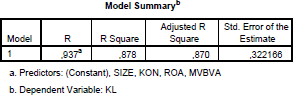 Model Summaryb
Model R R Square Adjusted R Square Std. Error of the Estimate
1 ,937a ,878 ,870 ,322166
a. Predictors: (Constant), SIZE, KON, ROA, MVBVA
b. Dependent Variable: KL